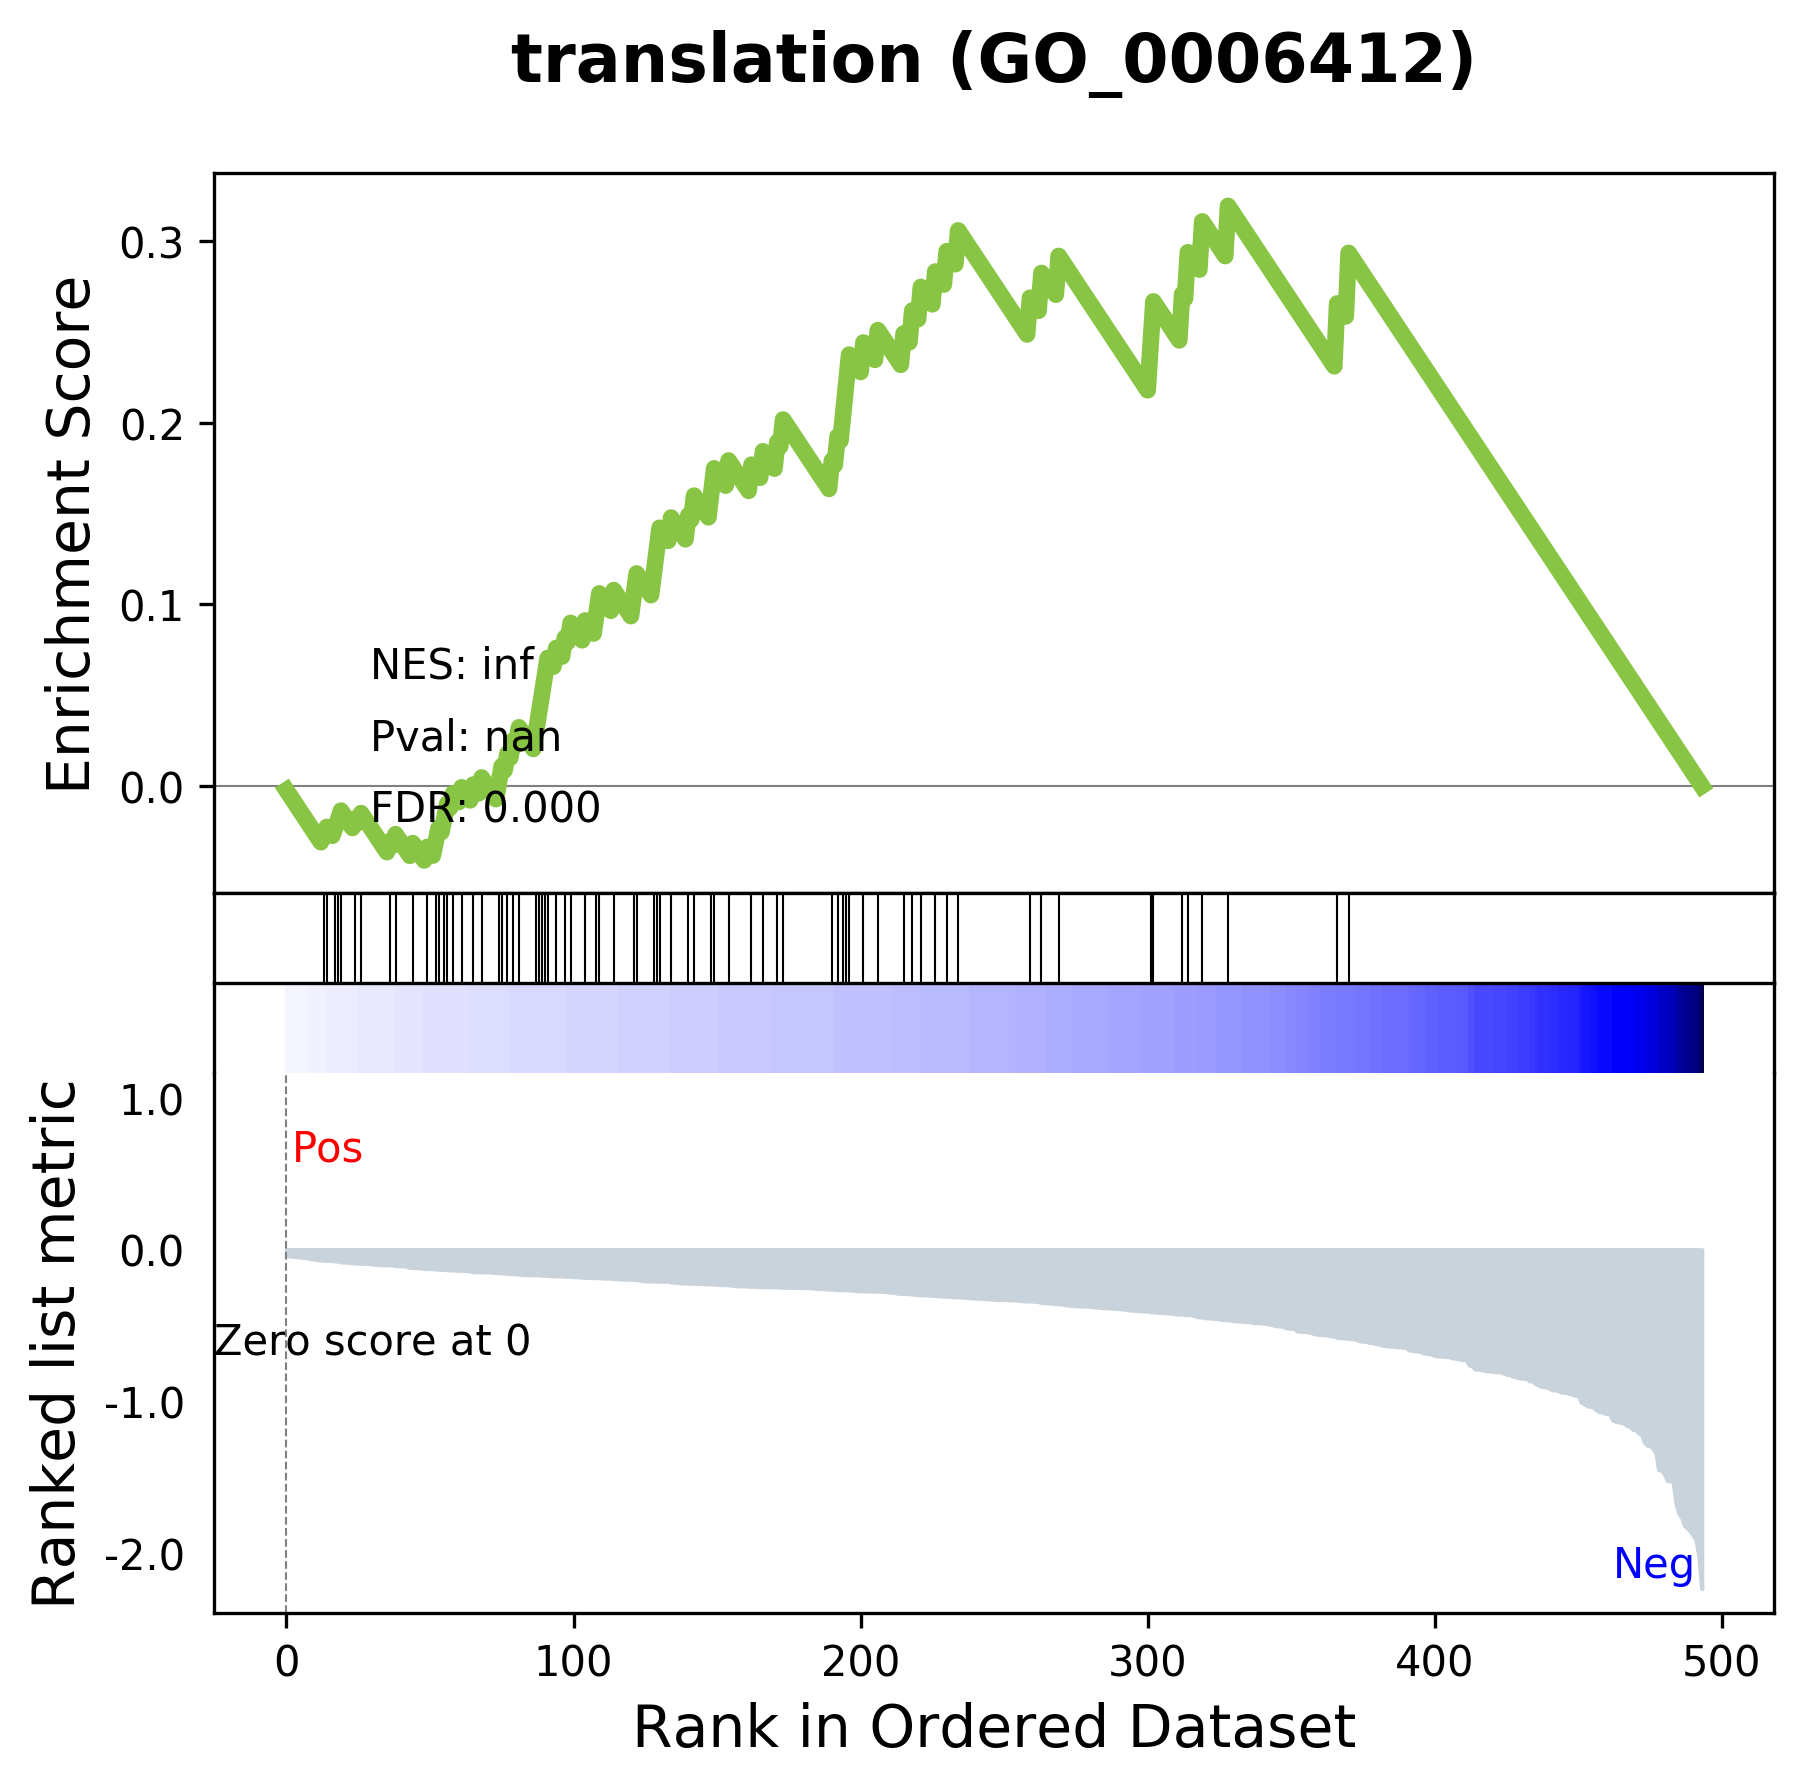 translation (GO_0006412)
Enrichment Score
0.3
0.2
0.1
0.0
NES: inf
Pval: nan
FDR: 0.000
Ranked list metric
1.0
0.0
-1.0
-2.0
Pos
Zero score at 0
Neg
0 100 200 300 400 500
Rank in Ordered Dataset